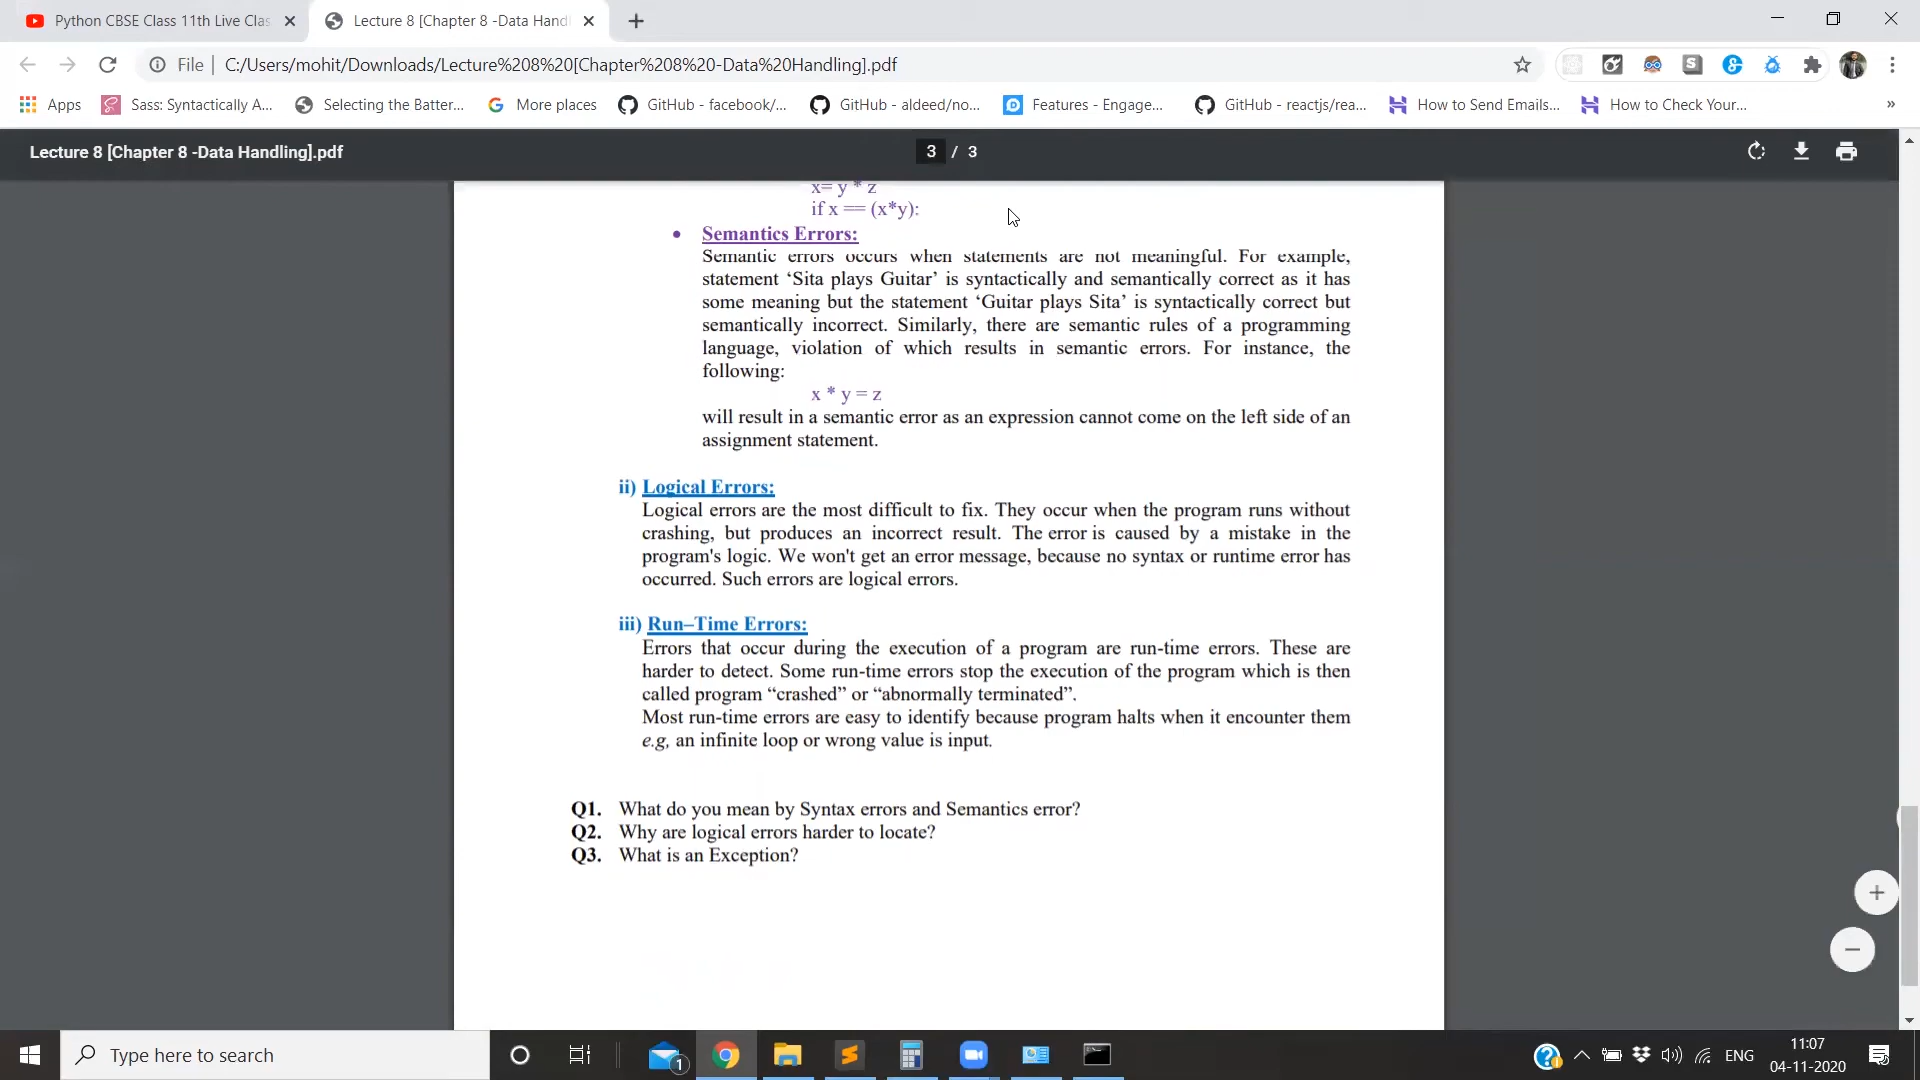 Python CBSE Class 11th Live Clas
Lecture 8 [Chapter 8 -Data Handl
File | C:/Users/mohit/Downloads/Lecture%208%20[Chapter%208%20-Data%20Handling].pdf
Apps Sass: Syntactically A... Selecting the Batter... More places GitHub - facebook/... GitHub - aldeed/no... Features - Engage... GitHub - reactjs/rea... How to Send Emails... How to Check Your... »
Lecture 8 [Chapter 8 -Data Handling].pdf 3 / 3
x= y * z
if x == (x*y):
• Semantics Errors:
Semantic errors occurs when statements are not meaningful. For example,
statement ‘Sita plays Guitar’ is syntactically and semantically correct as it has
some meaning but the statement ‘Guitar plays Sita’ is syntactically correct but
semantically incorrect. Similarly, there are semantic rules of a programming
language, violation of which results in semantic errors. For instance, the
following:
x * y = z
will result in a semantic error as an expression cannot come on the left side of an
assignment statement.
ii) Logical Errors:
Logical errors are the most difficult to fix. They occur when the program runs without
crashing, but produces an incorrect result. The error is caused by a mistake in the
program's logic. We won't get an error message, because no syntax or runtime error has
occurred. Such errors are logical errors.
iii) Run–Time Errors:
Errors that occur during the execution of a program are run-time errors. These are
harder to detect. Some run-time errors stop the execution of the program which is then
called program “crashed” or “abnormally terminated”.
Most run-time errors are easy to identify because program halts when it encounter them
e.g, an infinite loop or wrong value is input.
Q1. What do you mean by Syntax errors and Semantics error?
Q2. Why are logical errors harder to locate?
Q3. What is an Exception?
Type here to search
1
ENG
11:07
04-11-2020